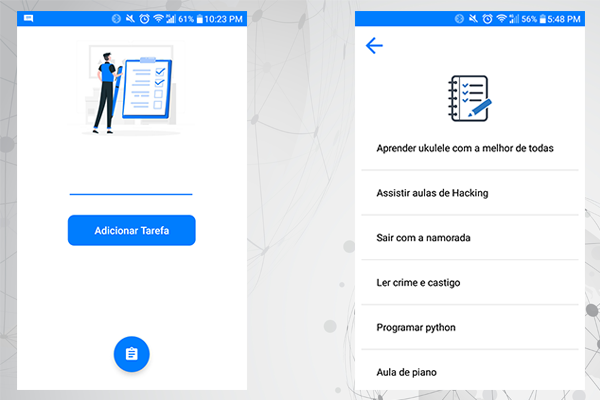 61% 10:23 PM
Adicionar Tarefa
56% 5:48 PM
Aprender ukulele com a melhor de todas
Assistir aulas de Hacking
Sair com a namorada
Ler crime e castigo
Programar python
Aula de piano